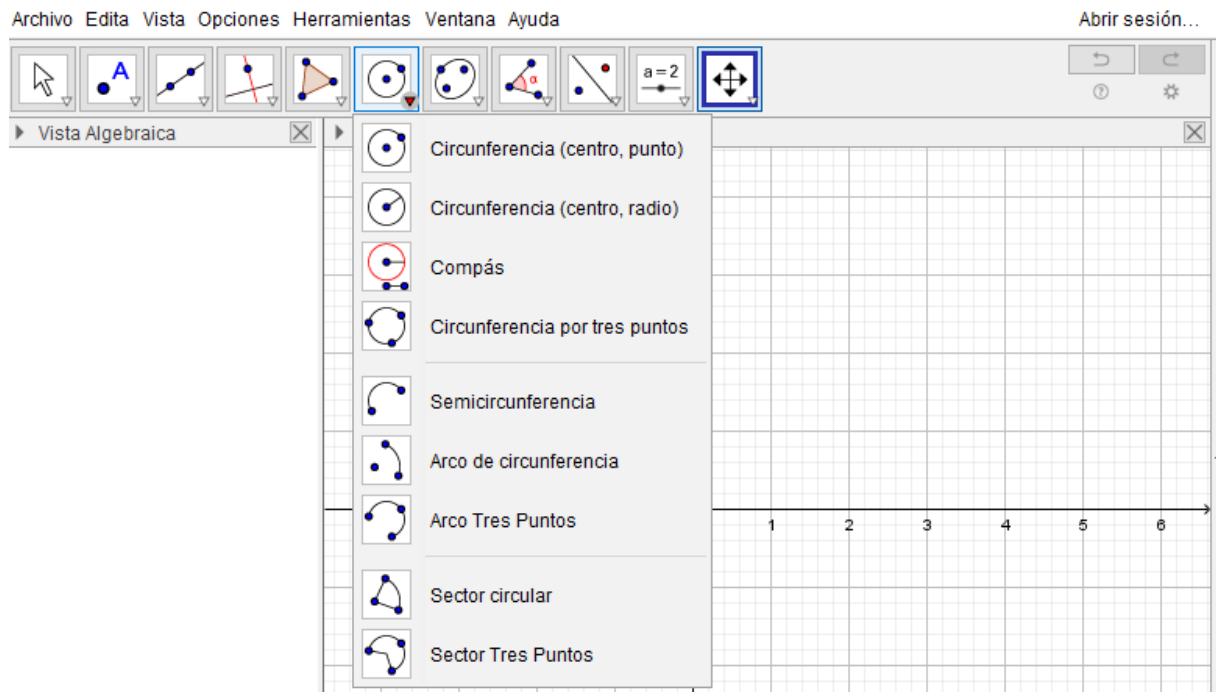 Archivo Edita Vista Opciones Herramientas Ventana Ayuda Abrir sesión...
A
α
a=2
Vista Algebraica
Circunferencia (centro, punto)
Circunferencia (centro, radio)
Compás
Circunferencia por tres puntos
Semicircunferencia
Arco de circunferencia
Arco Tres Puntos
1 2 3 4 5 6
Sector circular
Sector Tres Puntos